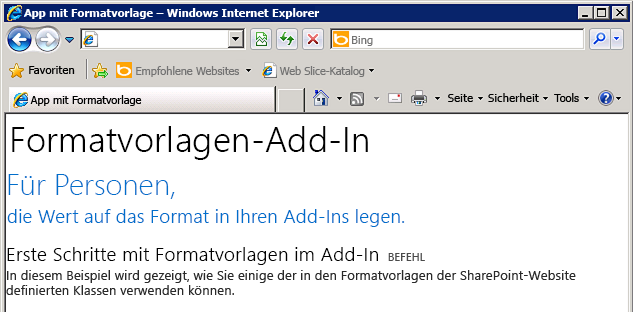 App mit Formatvorlage – Windows Internet Explorer
Bing
Favoriten Empfohlene Websites Web Slice-Katalog
App mit Formatvorlage Seite Sicherheit Tools
Formatvorlagen-Add-In
Für Personen,
die Wert auf das Format in Ihren Add-Ins legen.
Erste Schritte mit Formatvorlagen im Add-In BEFEHL
In diesem Beispiel wird gezeigt, wie Sie einige der in den Formatvorlagen der SharePoint-Website
definierten Klassen verwenden können.